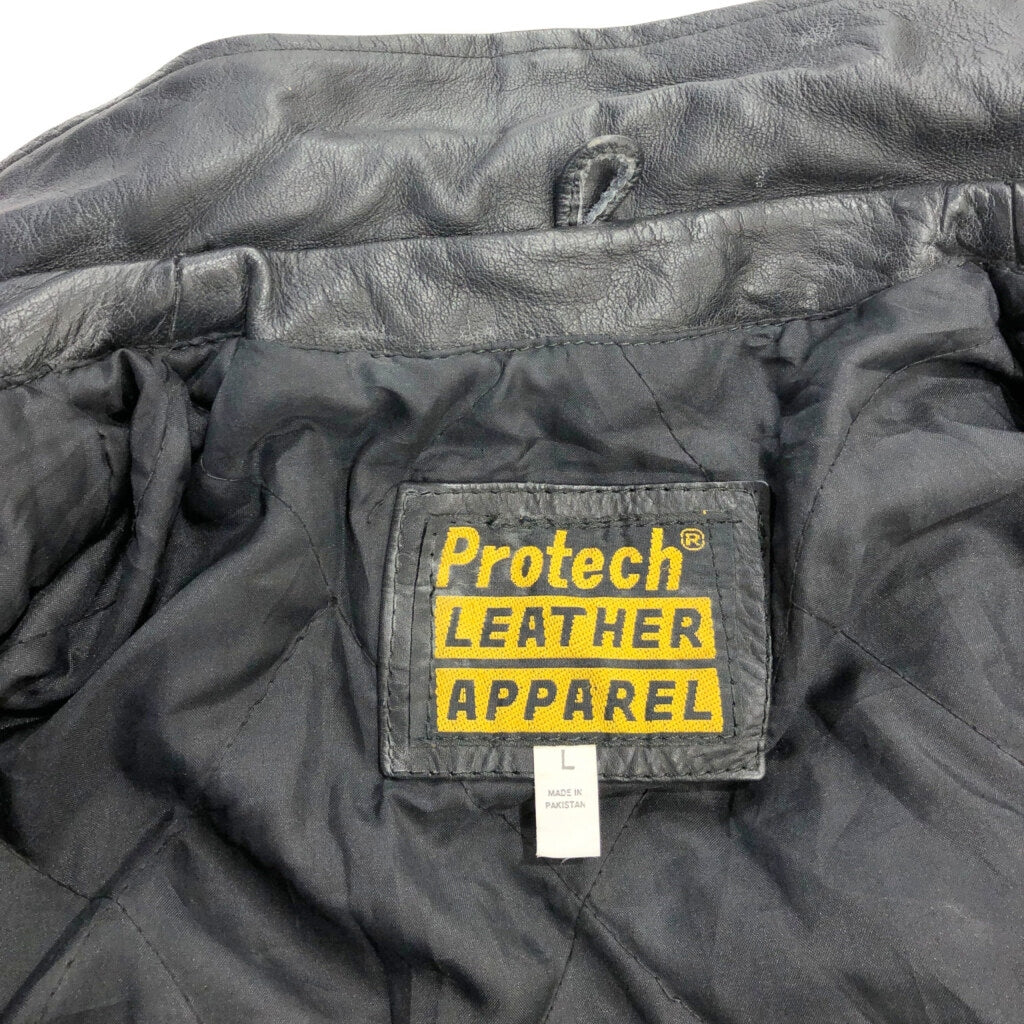 Protech®
LEATHER
APPAREL
L
MADE IN
PAKISTAN